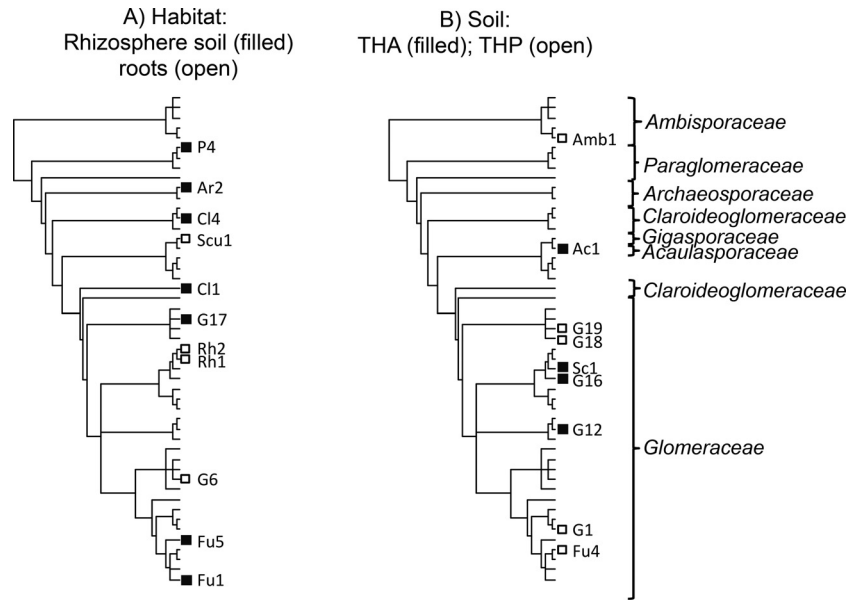 A) Habitat:
Rhizosphere soil (filled)
roots (open)
P4
Ar2
Cl4
Scu1
Cl1
G17
Rh2
Rh1
G6
Fu5
Fu1
B) Soil:
THA (filled); THP (open)
Amb1
Ac1
G19
G18
Sc1
G16
G12
G1
Fu4
Ambisporaceae
Paraglomeraceae
Archaeosporaceae
Claroideoglomeraceae
Gigasporaceae
Acaulasporaceae
Claroideoglomeraceae
Glomeraceae